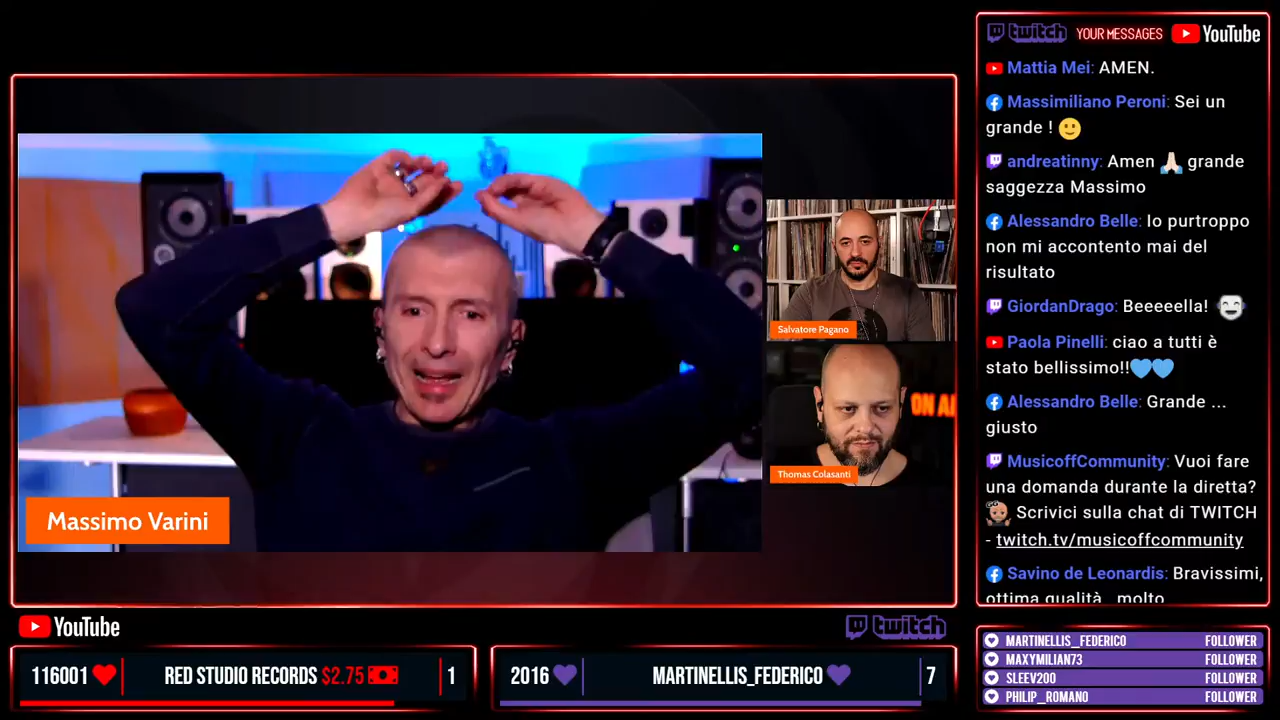 twitch YOUR MESSAGES YouTube
Mattia Mei: AMEN.
Massimiliano Peroni: Sei un
grande ! 🙂
andreatinny: Amen 🙏🏻 grande
saggezza Massimo
Alessandro Belle: Io purtroppo
non mi accontento mai del
risultato
GiordanDrago: Beeeeella!
Paola Pinelli: ciao a tutti è
stato bellissimo!!💙💙
Alessandro Belle: Grande ...
giusto
MusicoffCommunity: Vuoi fare
una domanda durante la diretta?
Scrivici sulla chat di TWITCH
- twitch.tv/musicoffcommunity
Savino de Leonardis: Bravissimi,
ottima qualità molto
Salvatore Pagano
ON AI
Thomas Colasanti
Massimo Varini
YouTube
twitch
116001 RED STUDIO RECORDS $2.75 1
2016 MARTINELLIS_FEDERICO 7
MARTINELLIS_FEDERICO FOLLOWER
MAXYMILIAN73 FOLLOWER
SLEEV200 FOLLOWER
PHILIP_ROMANO FOLLOWER